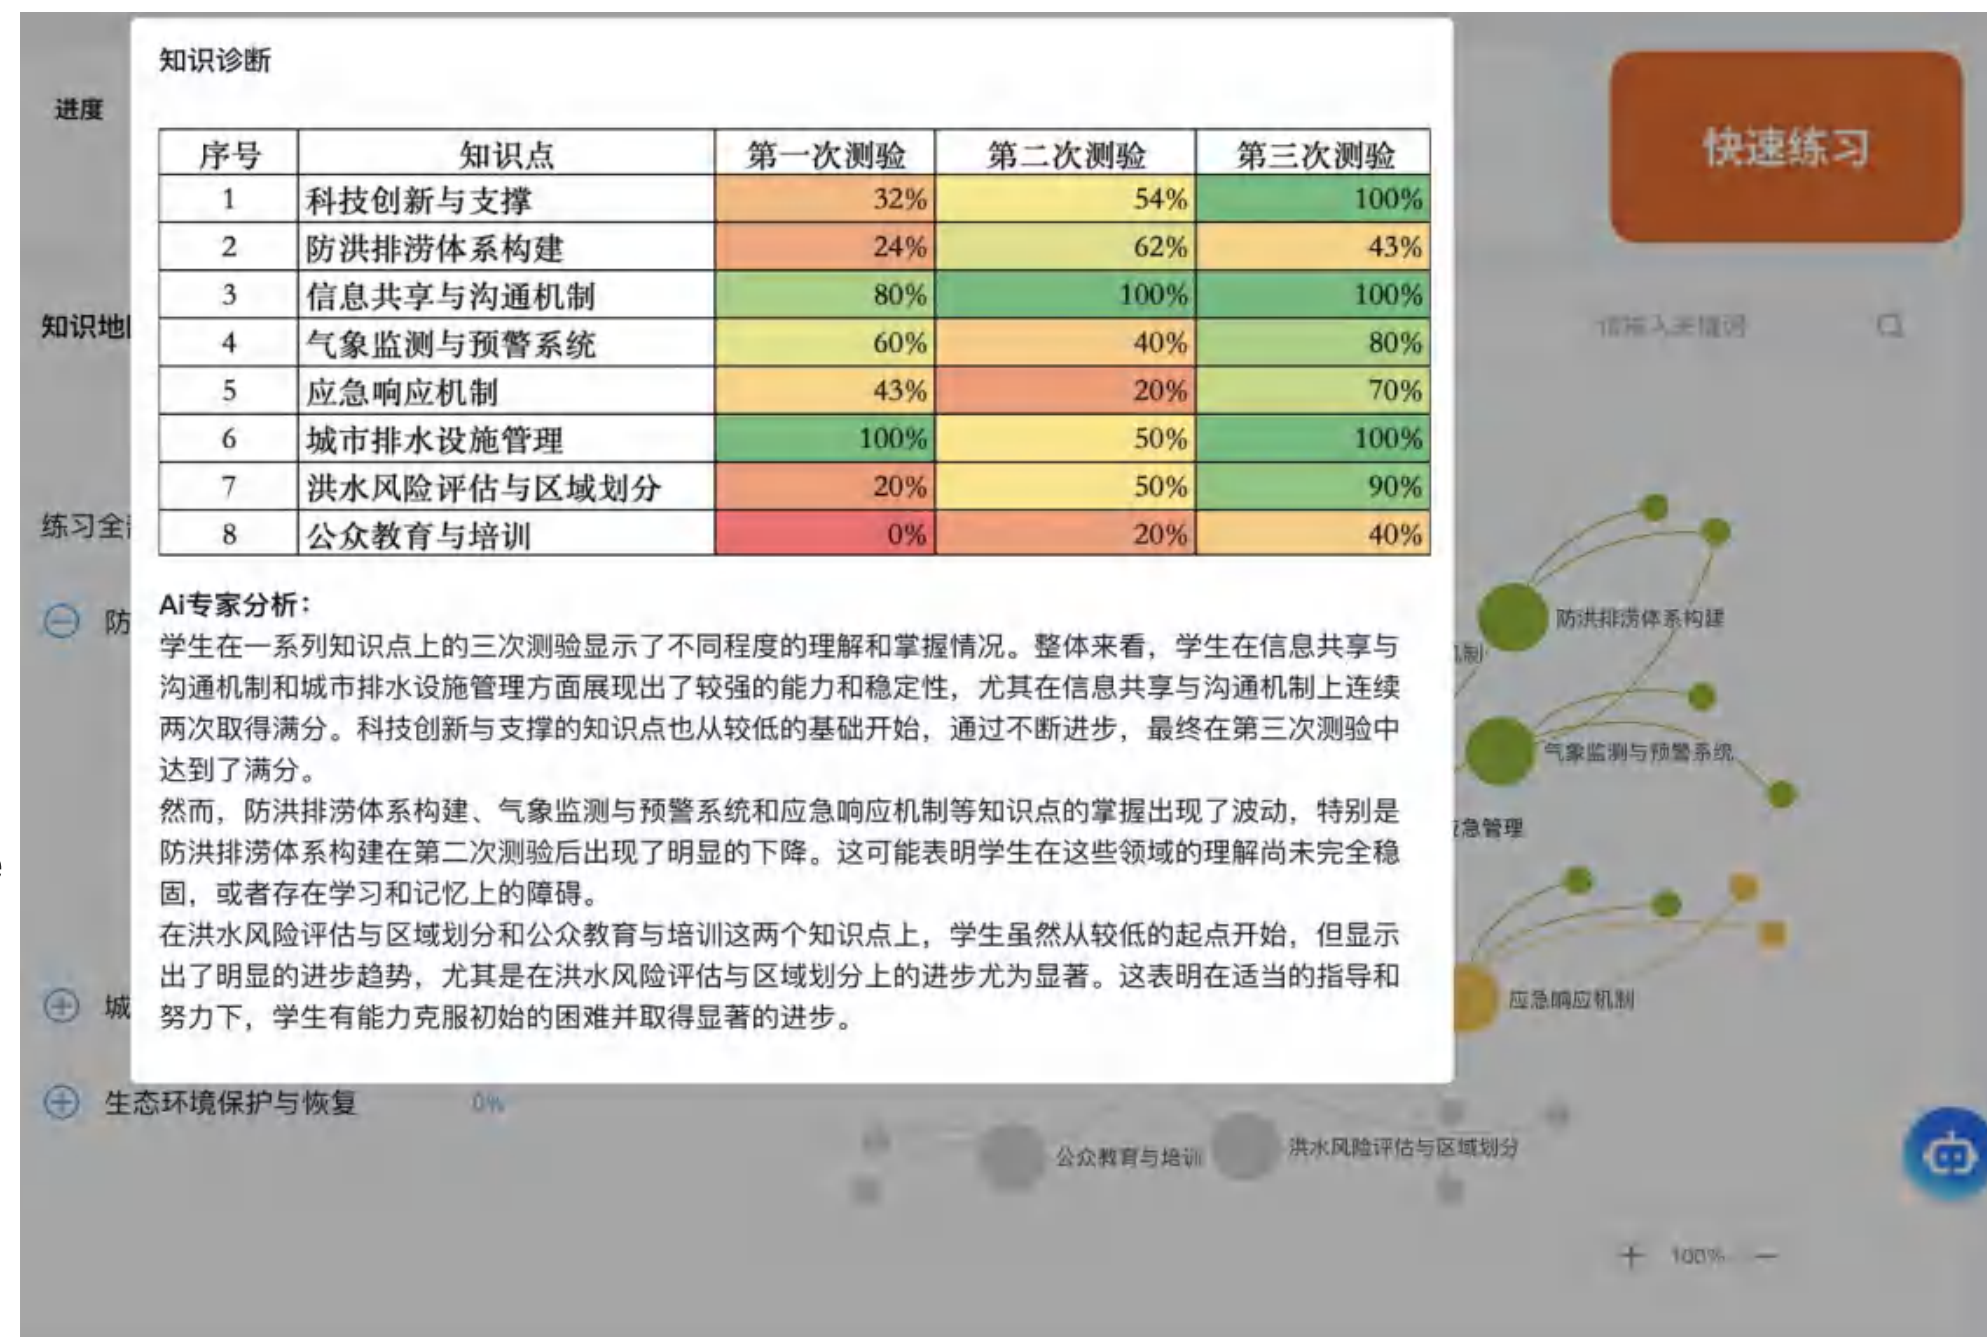 知识诊断
进度
快速练习
序号 知识点 第一次测验 第二次测验 第三次测验
1 科技创新与支撑 32% 54% 100%
2 防洪排涝体系构建 24% 62% 43%
3 信息共享与沟通机制 80% 100% 100%
4 气象监测与预警系统 60% 40% 80%
5 应急响应机制 43% 20% 70%
6 城市排水设施管理 100% 50% 100%
7 洪水风险评估与区域划分 20% 50% 90%
8 公众教育与培训 0% 20% 40%
知识地
请输入关键词
练习全
防
Ai专家分析：
学生在一系列知识点上的三次测验显示了不同程度的理解和掌握情况。整体来看，学生在信息共享与
沟通机制和城市排水设施管理方面展现出了较强的能力和稳定性，尤其在信息共享与沟通机制上连续
两次取得满分。科技创新与支撑的知识点也从较低的基础开始，通过不断进步，最终在第三次测验中
达到了满分。
然而，防洪排涝体系构建、气象监测与预警系统和应急响应机制等知识点的掌握出现了波动，特别是
防洪排涝体系构建在第二次测验后出现了明显的下降。这可能表明学生在这些领域的理解尚未完全稳
固，或者存在学习和记忆上的障碍。
在洪水风险评估与区域划分和公众教育与培训这两个知识点上，学生虽然从较低的起点开始，但显示
出了明显的进步趋势，尤其是在洪水风险评估与区域划分上的进步尤为显著。这表明在适当的指导和
努力下，学生有能力克服初始的困难并取得显著的进步。
防洪排涝体系构建
制
气象监测与预警系统
急管理
应急响应机制
城
生态环境保护与恢复 0%
公众教育与培训
洪水风险评估与区域划分
100%